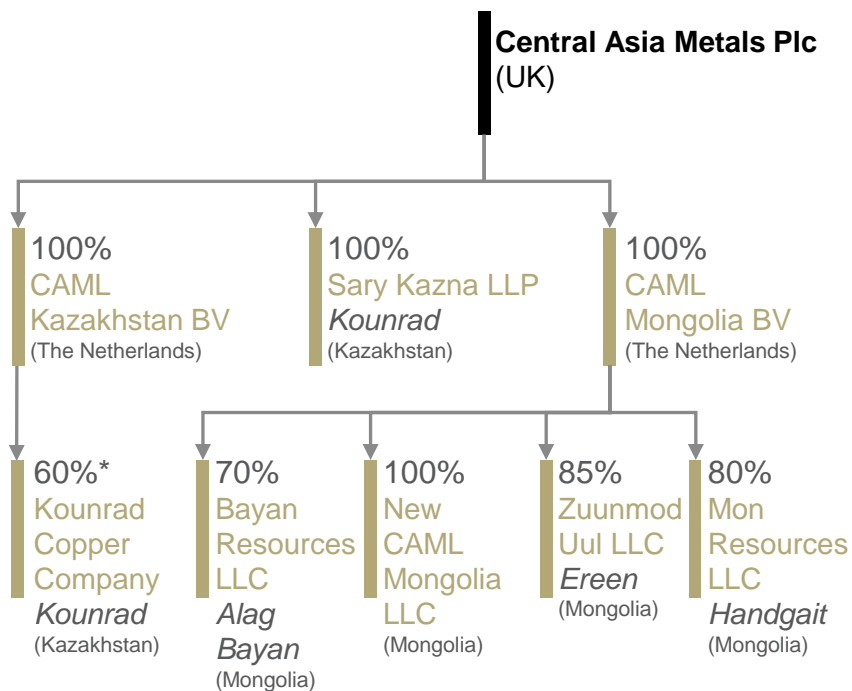 Central Asia Metals Plc
(UK)
100%
CAML
Kazakhstan BV
(The Netherlands)
100%
Sary Kazna LLP
Kounrad
(Kazakhstan)
100%
CAML
Mongolia BV
(The Netherlands)
60%*
Kounrad
Copper
Company
Kounrad
(Kazakhstan)
70%
Bayan
Resources
LLC
Alag
Bayan
(Mongolia)
100%
New
CAML
Mongolia
LLC
(Mongolia)
85%
Zuunmod
Uul LLC
Ereen
(Mongolia)
80%
Mon
Resources
LLC
Handgait
(Mongolia)